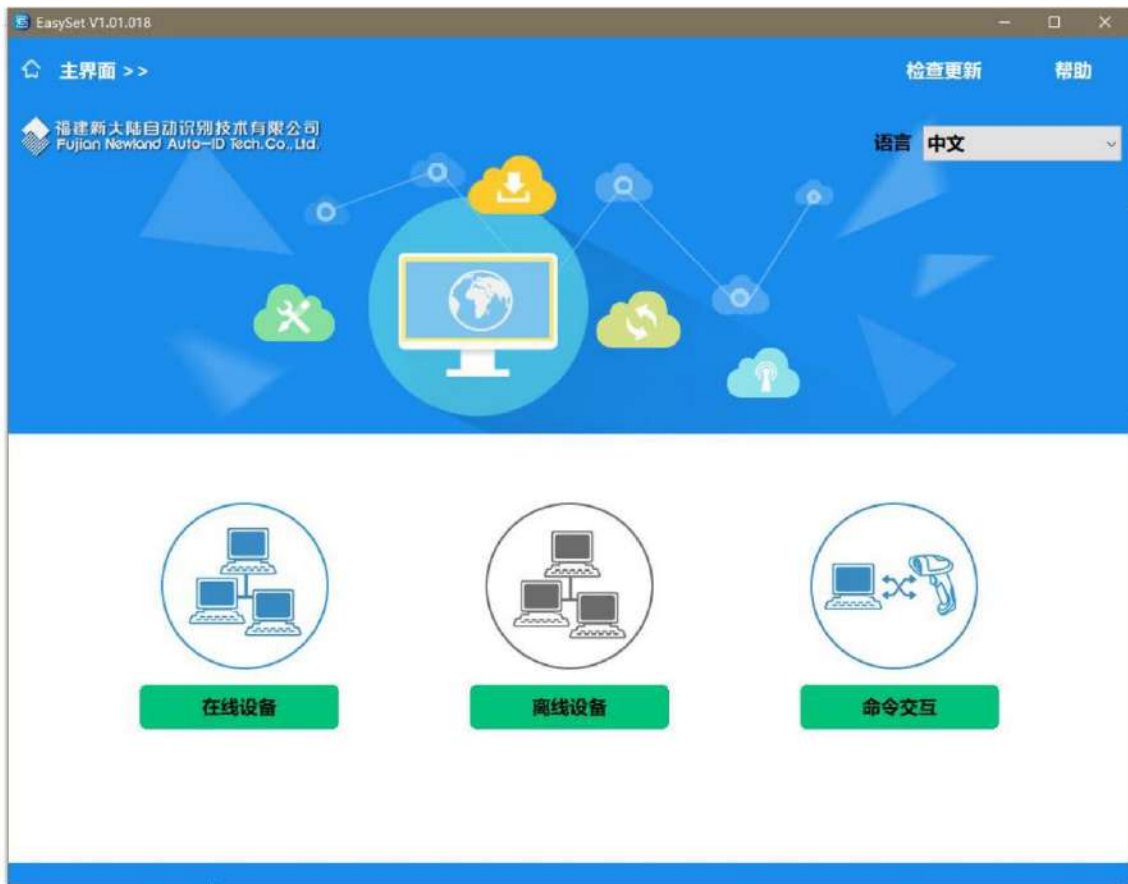 EasySet V1.01.018
主界面 >>
检查更新
帮助
福建新大陆自动识别技术有限公司
Fujian Newland Auto-ID Tech.Co.,Ltd.
语言
中文
在线设备
离线设备
命令交互